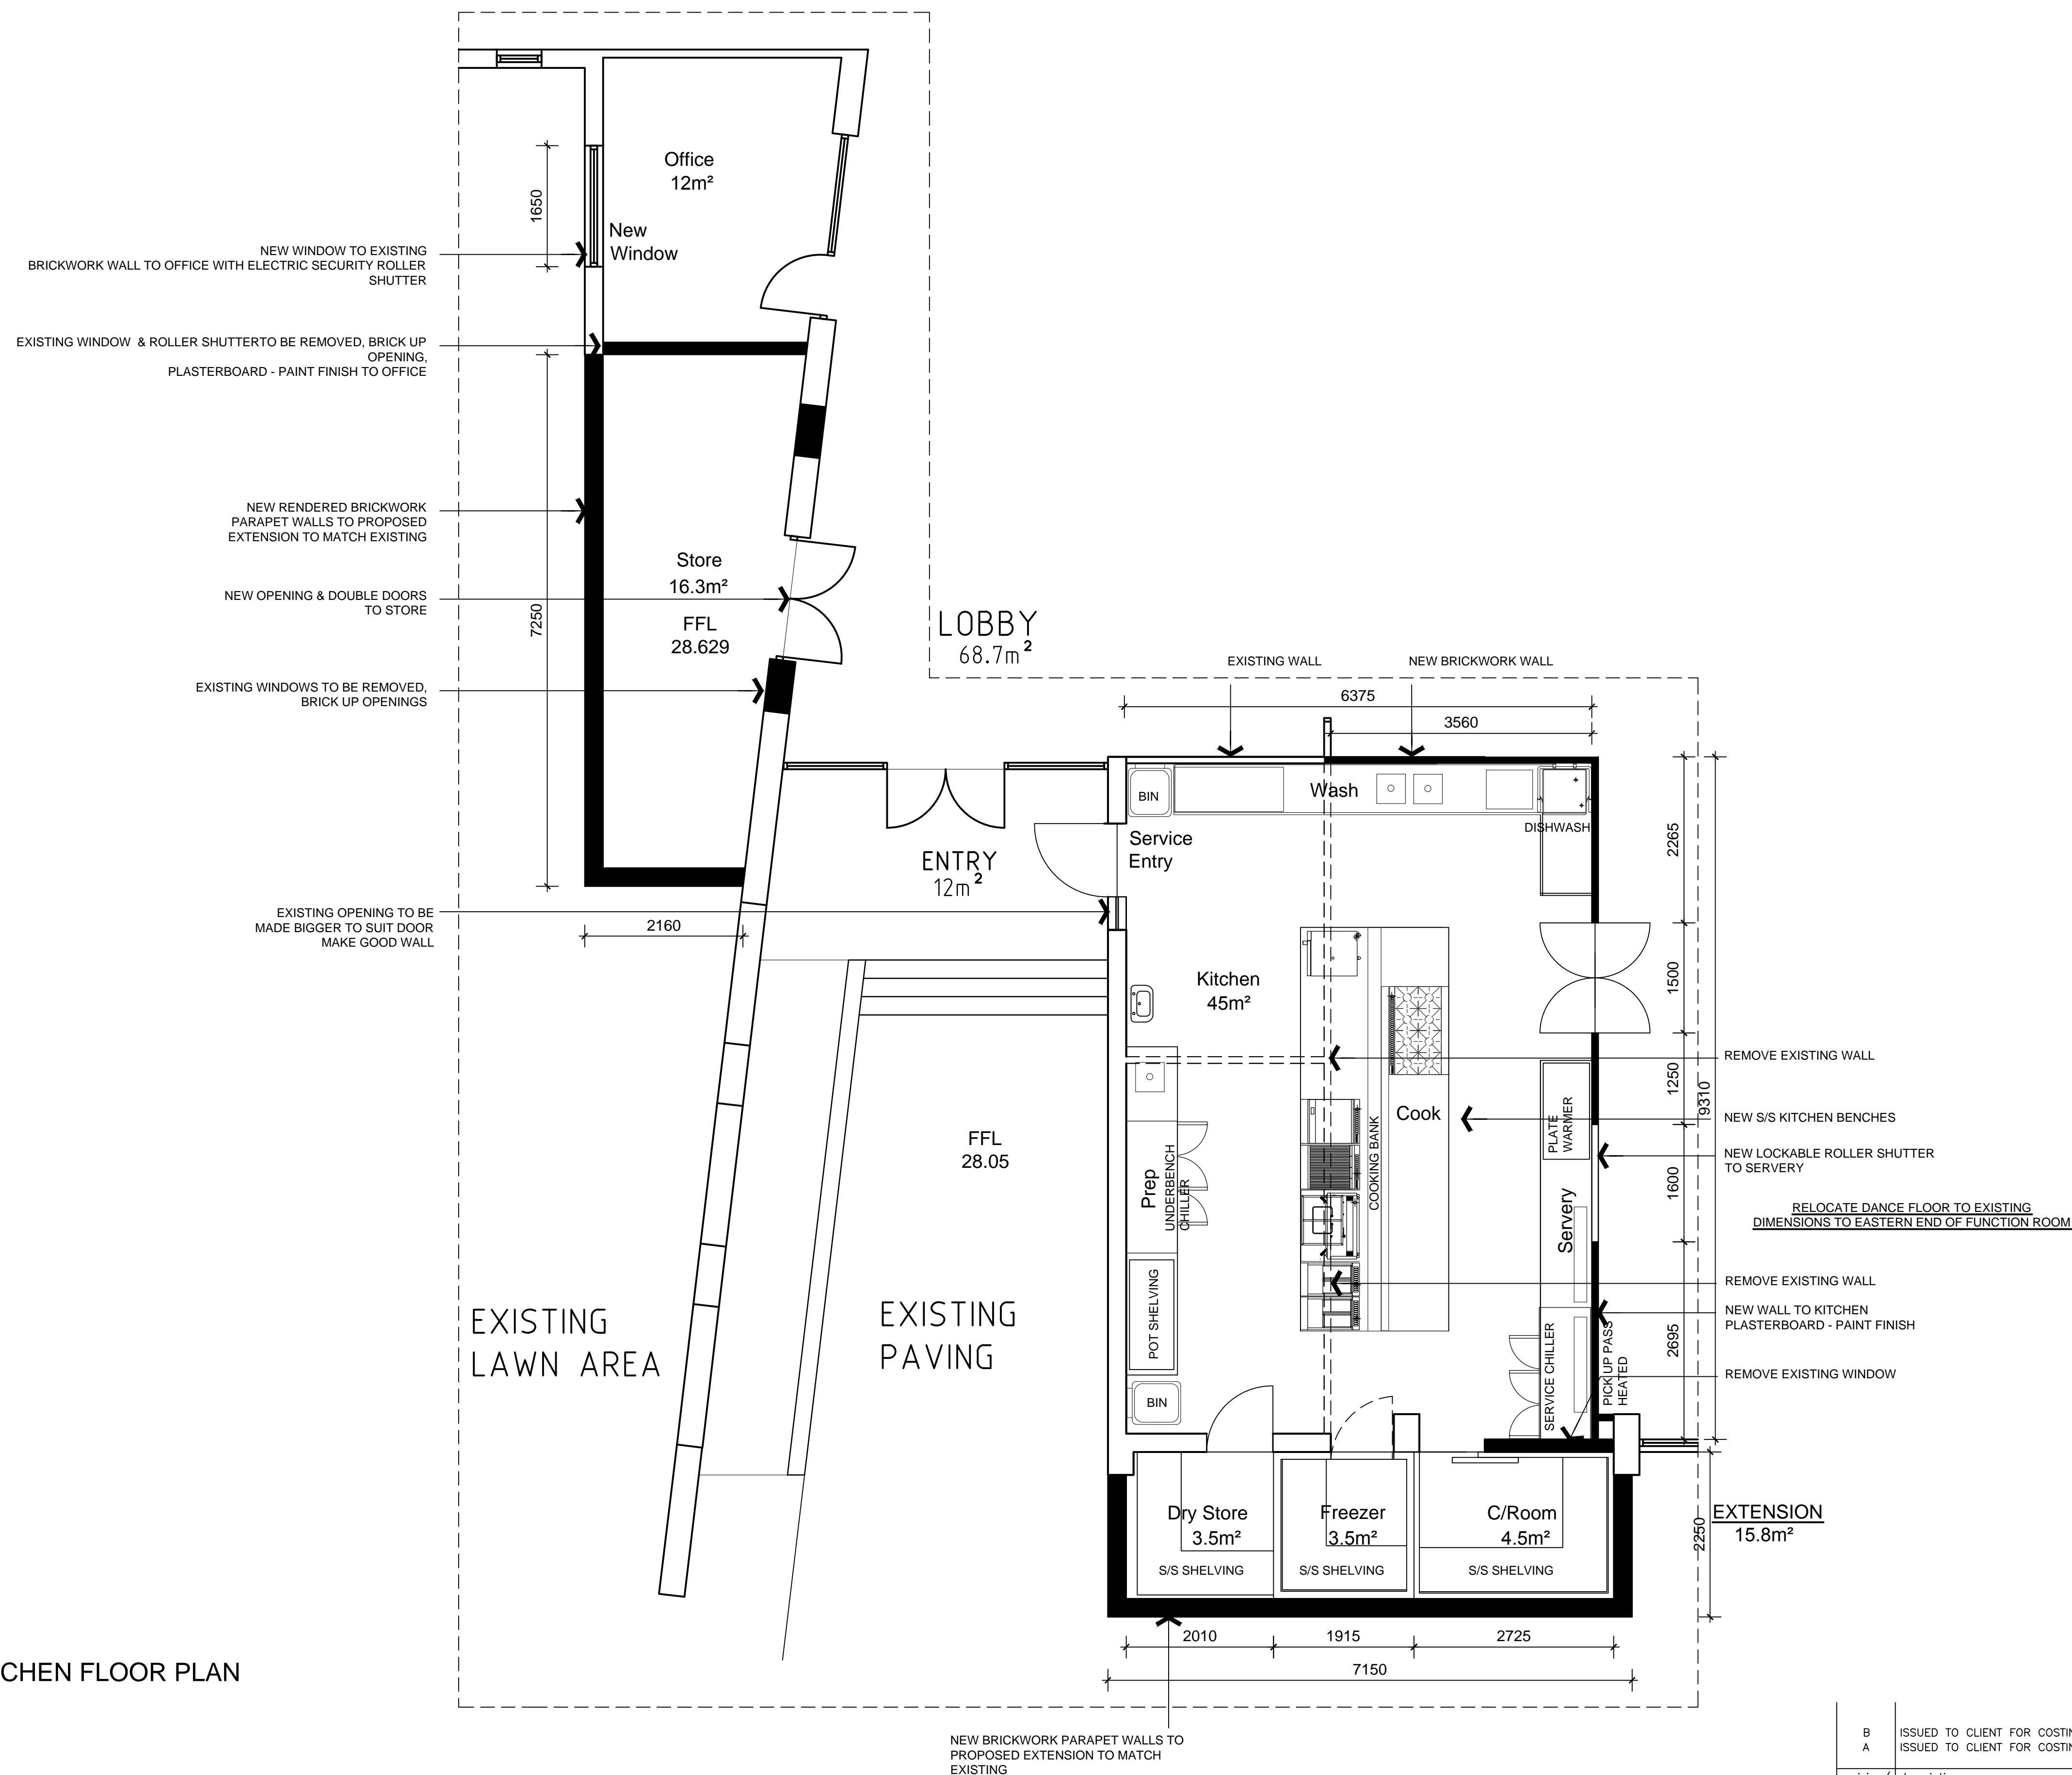 Office
12m²
1650
New
Window
NEW WINDOW TO EXISTING
BRICKWORK WALL TO OFFICE WITH ELECTRIC SECURITY ROLLER
SHUTTER
EXISTING WINDOW & ROLLER SHUTTERTO BE REMOVED, BRICK UP
OPENING,
PLASTERBOARD - PAINT FINISH TO OFFICE
NEW RENDERED BRICKWORK
PARAPET WALLS TO PROPOSED
EXTENSION TO MATCH EXISTING
Store
16.3m²
FFL
28.629
NEW OPENING & DOUBLE DOORS
TO STORE
7250
LOBBY
68.7m²
EXISTING WINDOWS TO BE REMOVED,
BRICK UP OPENINGS
EXISTING WALL
NEW BRICKWORK WALL
6375
3560
BIN
Wash
DISHWASH
Service
Entry
2265
ENTRY
12m²
EXISTING OPENING TO BE
MADE BIGGER TO SUIT DOOR
MAKE GOOD WALL
2160
Kitchen
45m²
1500
REMOVE EXISTING WALL
1250
9310
Cook
NEW S/S KITCHEN BENCHES
PLATE
WARMER
COOKING BANK
FFL
28.05
Prep
UNDERBENCH
CHILLER
NEW LOCKABLE ROLLER SHUTTER
TO SERVERY
1600
Servery
RELOCATE DANCE FLOOR TO EXISTING
DIMENSIONS TO EASTERN END OF FUNCTION ROOM
REMOVE EXISTING WALL
POT SHELVING
NEW WALL TO KITCHEN
PLASTERBOARD - PAINT FINISH
2695
EXISTING
LAWN AREA
EXISTING
PAVING
SERVICE CHILLER
PICK UP PASS
HEATED
REMOVE EXISTING WINDOW
BIN
Dry Store
3.5m²
S/S SHELVING
Freezer
3.5m²
S/S SHELVING
C/Room
4.5m²
S/S SHELVING
2250
EXTENSION
15.8m²
2010
1915
2725
7150
CHEN FLOOR PLAN
NEW BRICKWORK PARAPET WALLS TO
PROPOSED EXTENSION TO MATCH
EXISTING
B ISSUED TO CLIENT FOR
A ISSUED TO CLIENT FOR